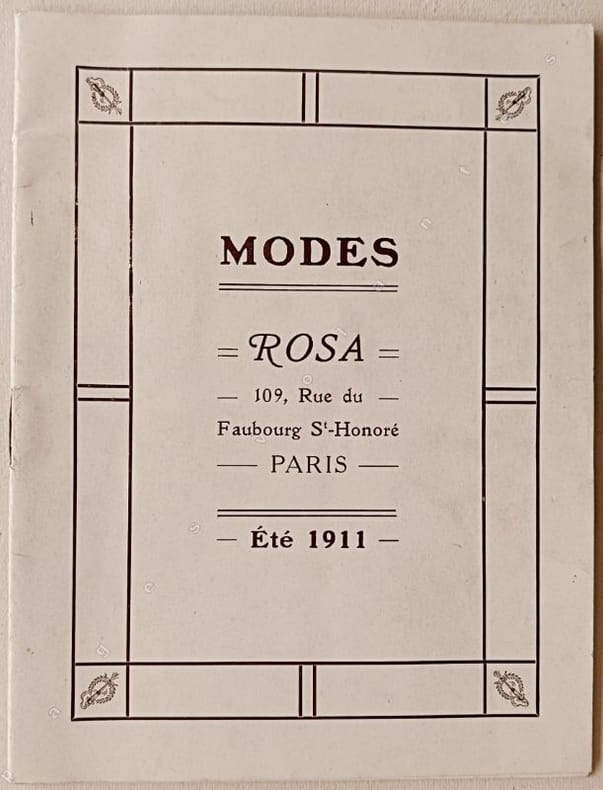 MODES
ROSA
109, Rue du
Faubourg St-Honoré
PARIS
Été 1911